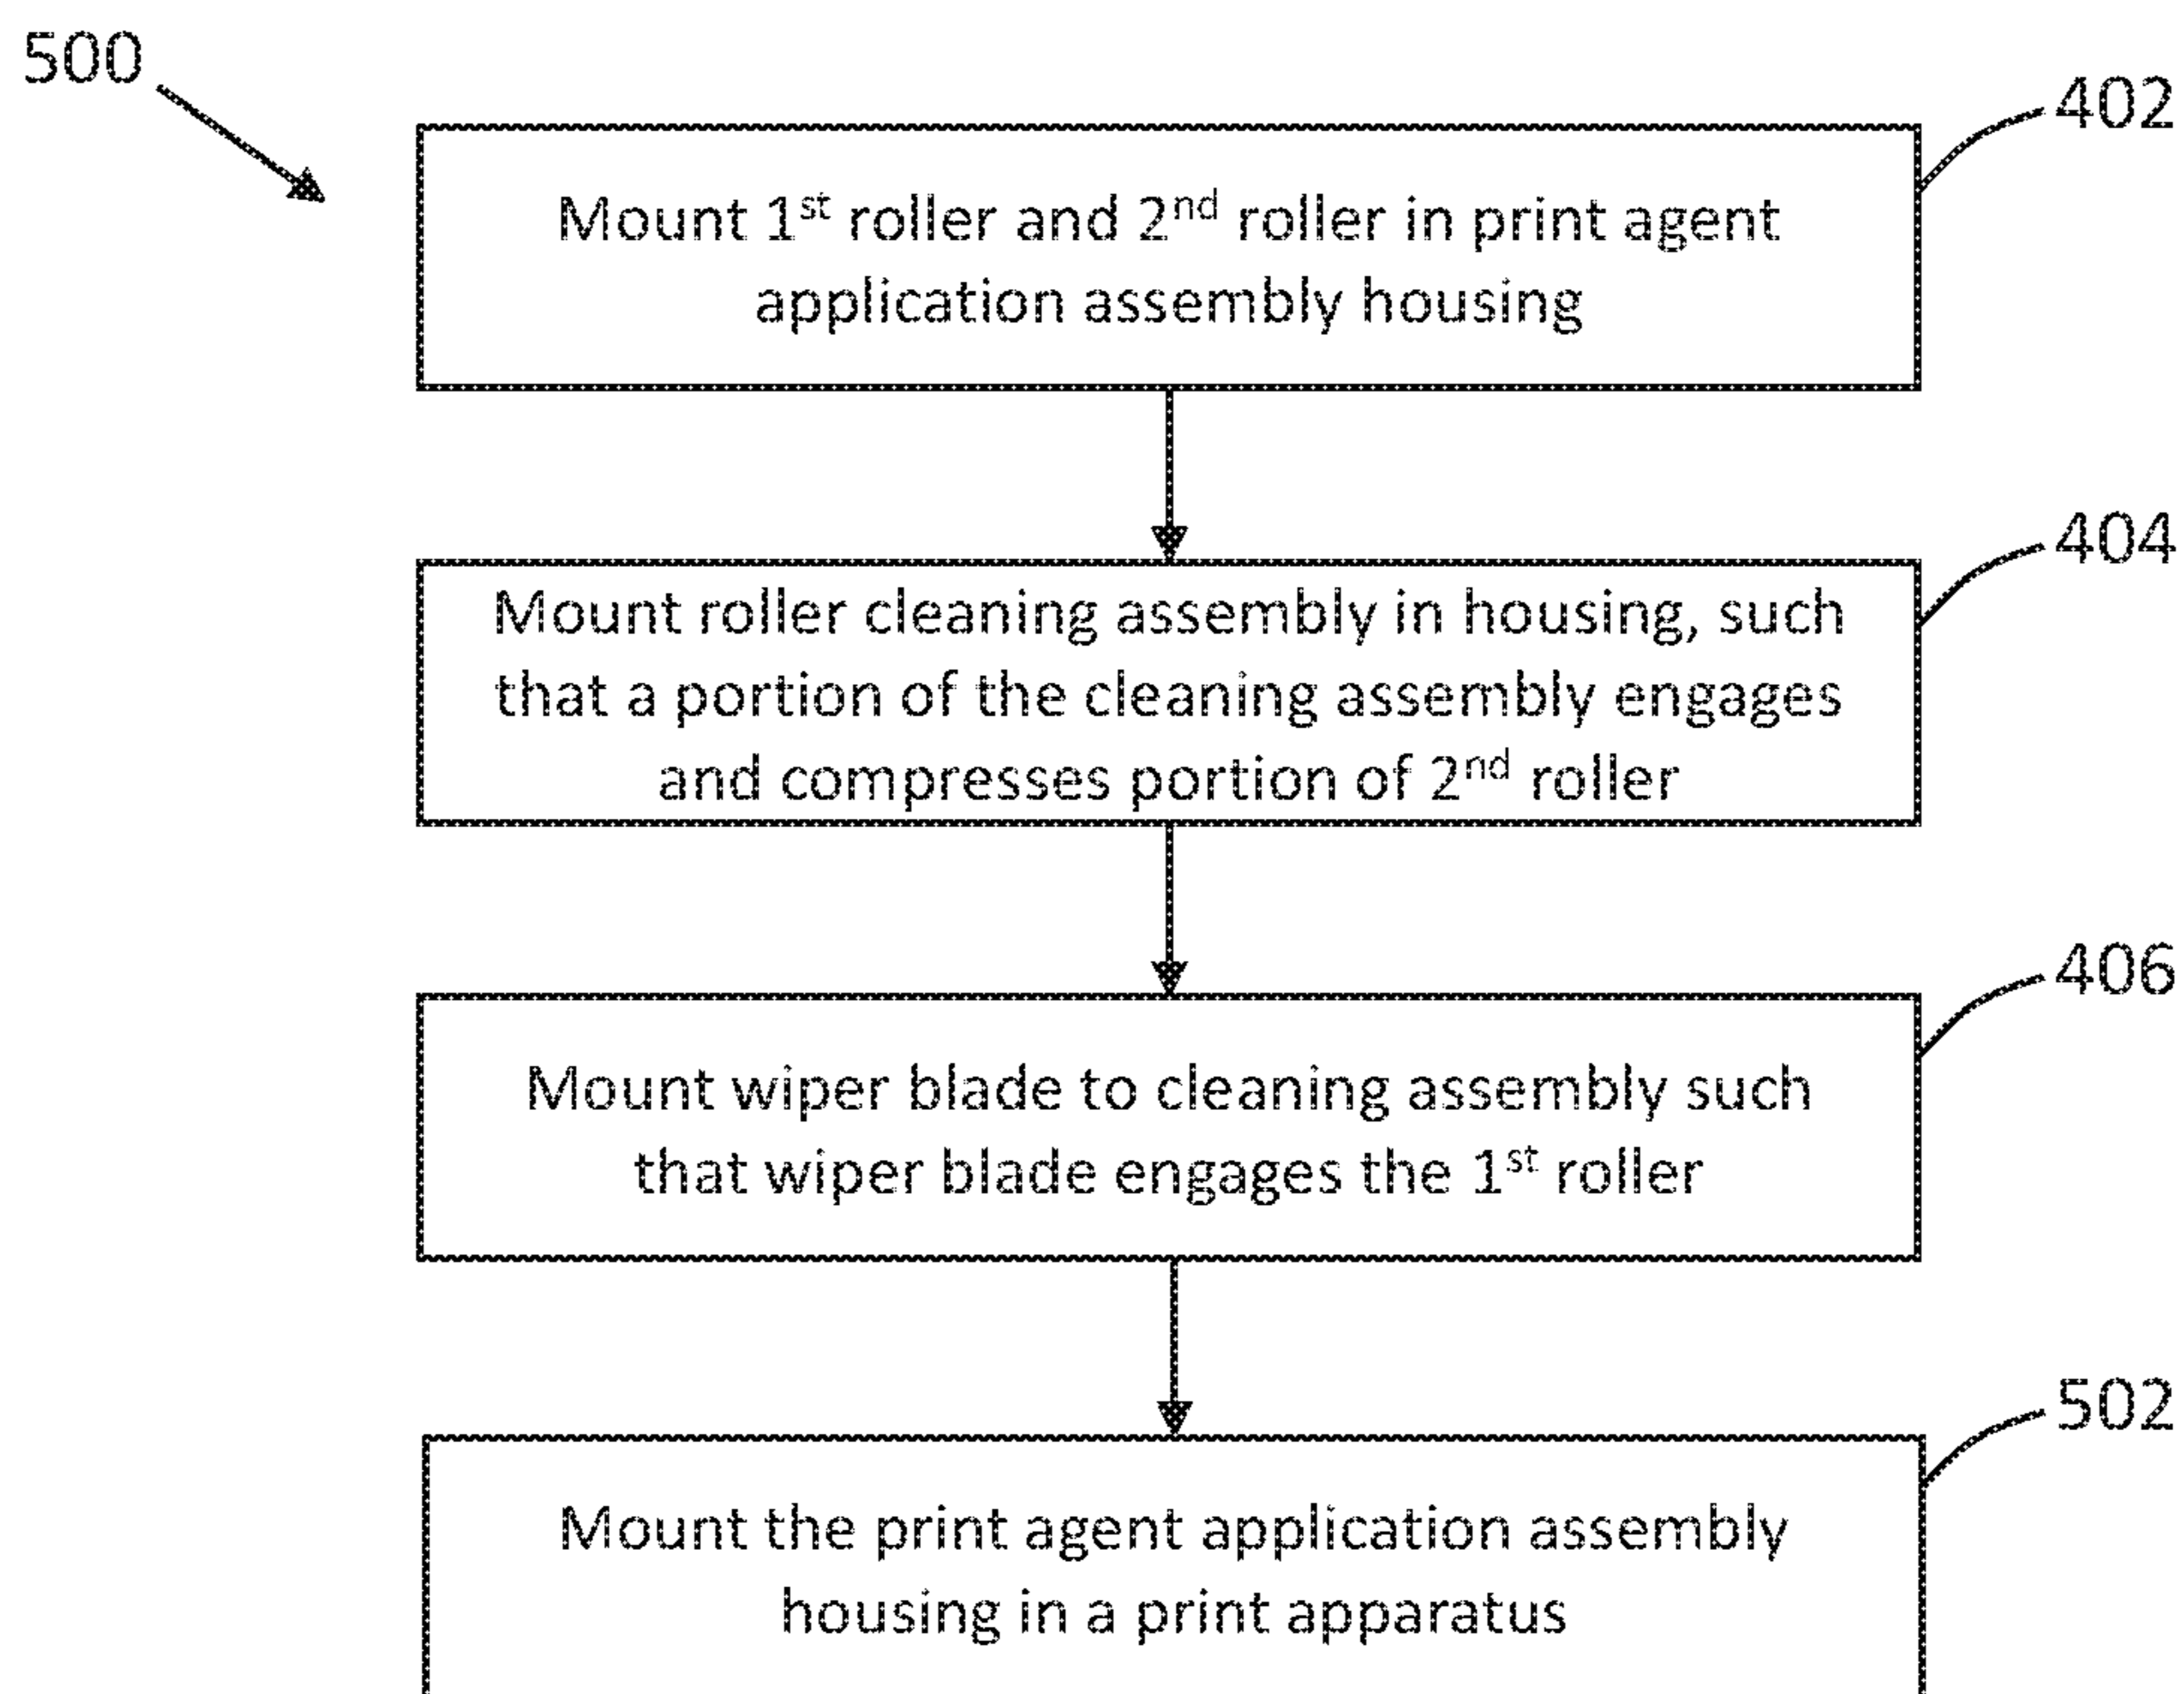 500
402
Mount 1st roller and 2nd roller in print agent
application assembly housing
404
Mount roller cleaning assembly in housing, such
that a portion of the cleaning assembly engages
and compresses portion of 2nd roller
406
Mount wiper blade to cleaning assembly such
that wiper blade engages the 1st roller
502
Mount the print agent application assembly
housing in a print apparatus